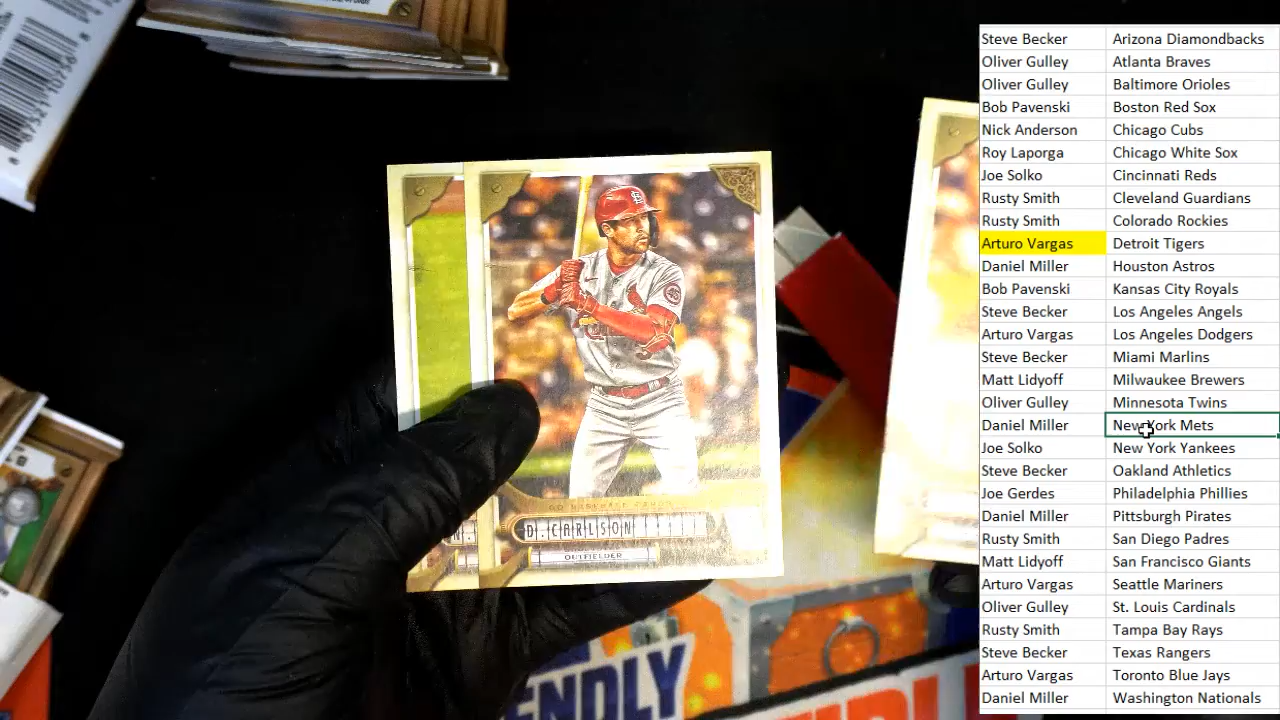 Steve Becker Arizona Diamondbacks
Oliver Gulley Atlanta Braves
Oliver Gulley Baltimore Orioles
Bob Pavenski Boston Red Sox
Nick Anderson Chicago Cubs
Roy Laporga Chicago White Sox
Joe Solko Cincinnati Reds
Rusty Smith Cleveland Guardians
Rusty Smith Colorado Rockies
Arturo Vargas Detroit Tigers
Daniel Miller Houston Astros
Bob Pavenski Kansas City Royals
Steve Becker Los Angeles Angels
Arturo Vargas Los Angeles Dodgers
Steve Becker Miami Marlins
Matt Lidyoff Milwaukee Brewers
Oliver Gulley Minnesota Twins
Daniel Miller New York Mets
Joe Solko New York Yankees
Steve Becker Oakland Athletics
Joe Gerdes Philadelphia Phillies
Daniel Miller Pittsburgh Pirates
Rusty Smith San Diego Padres
Matt Lidyoff San Francisco Giants
Arturo Vargas Seattle Mariners
Oliver Gulley St. Louis Cardinals
Rusty Smith Tampa Bay Rays
Steve Becker Texas Rangers
Arturo Vargas Toronto Blue Jays
Daniel Miller Washington Nationals
D. CARLSON
OUTFIELDER
ENDLY